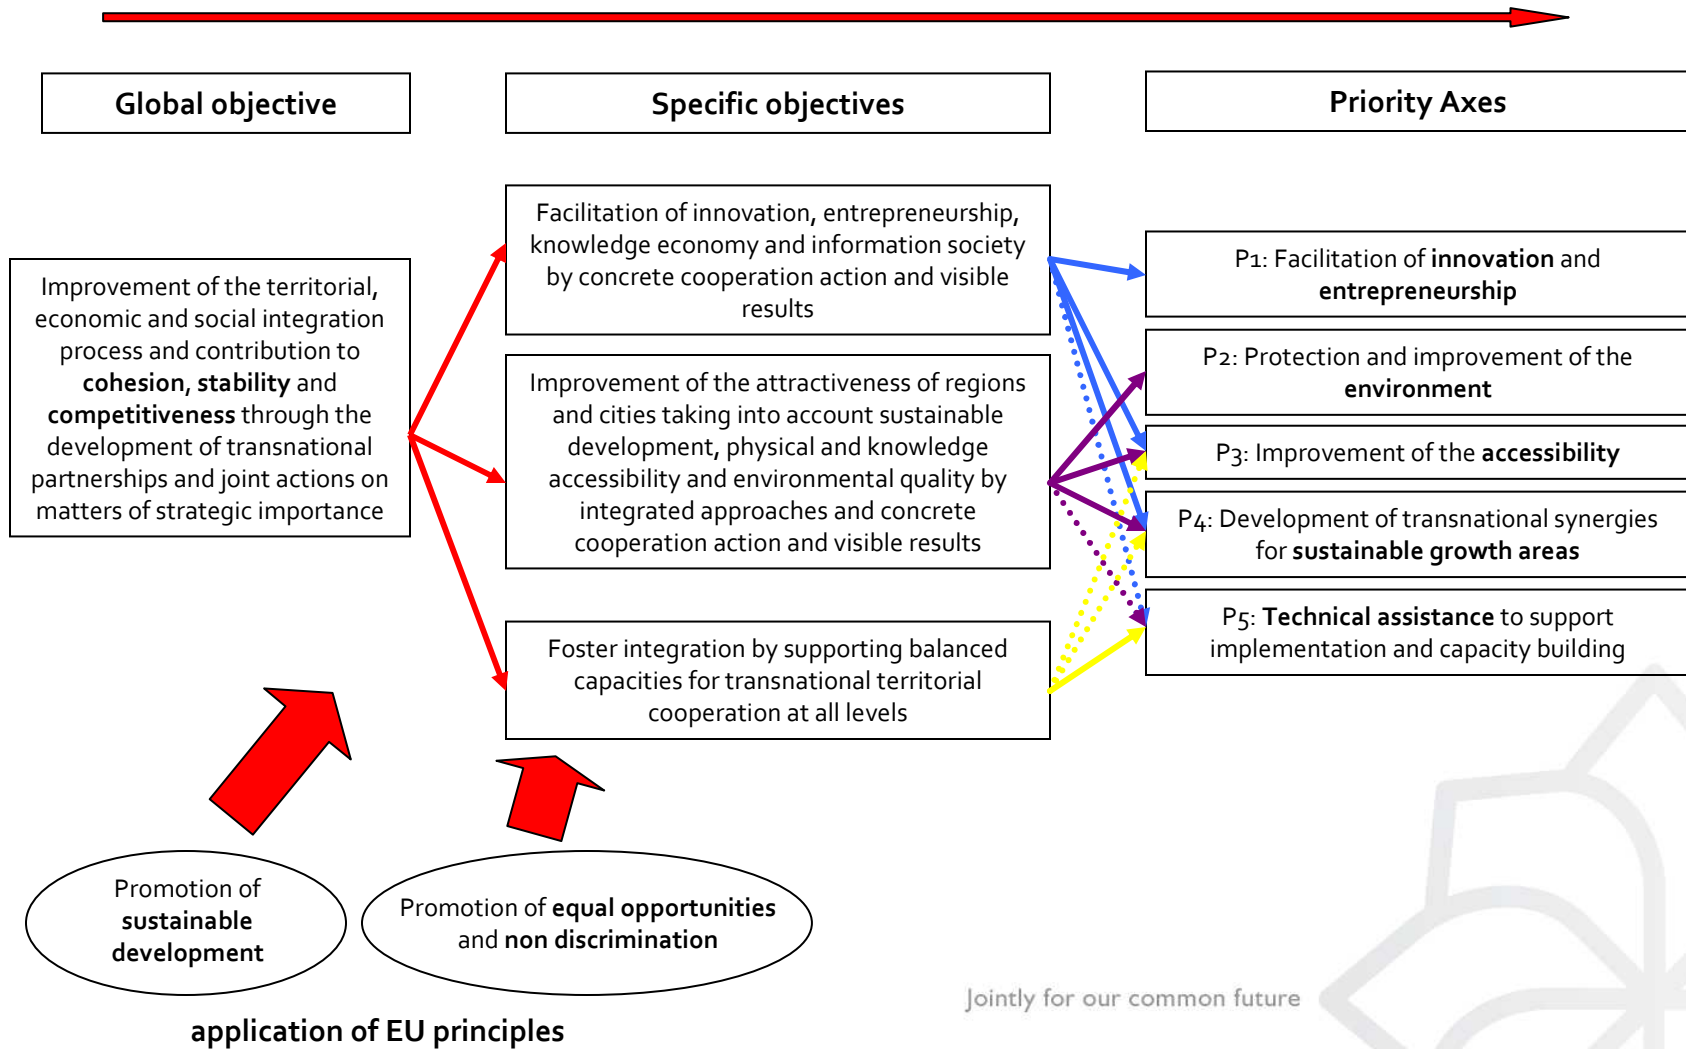 Global objective
Specific objectives
Priority Axes
Improvement of the territorial,
economic and social integration
process and contribution to
cohesion, stability and
competitiveness through the
development of transnational
partnerships and joint actions on
matters of strategic importance
Facilitation of innovation, entrepreneurship,
knowledge economy and information society
by concrete cooperation action and visible
results
Improvement of the attractiveness of regions
and cities taking into account sustainable
development, physical and knowledge
accessibility and environmental quality by
integrated approaches and concrete
cooperation action and visible results
Foster integration by supporting balanced
capacities for transnational territorial
cooperation at all levels
P1: Facilitation of innovation and
entrepreneurship
P2: Protection and improvement of the
environment
P3: Improvement of the accessibility
P4: Development of transnational synergies
for sustainable growth areas
P5: Technical assistance to support
implementation and capacity building
Promotion of
sustainable
development
Promotion of equal opportunities
and non discrimination
application of EU principles
Jointly for our common future